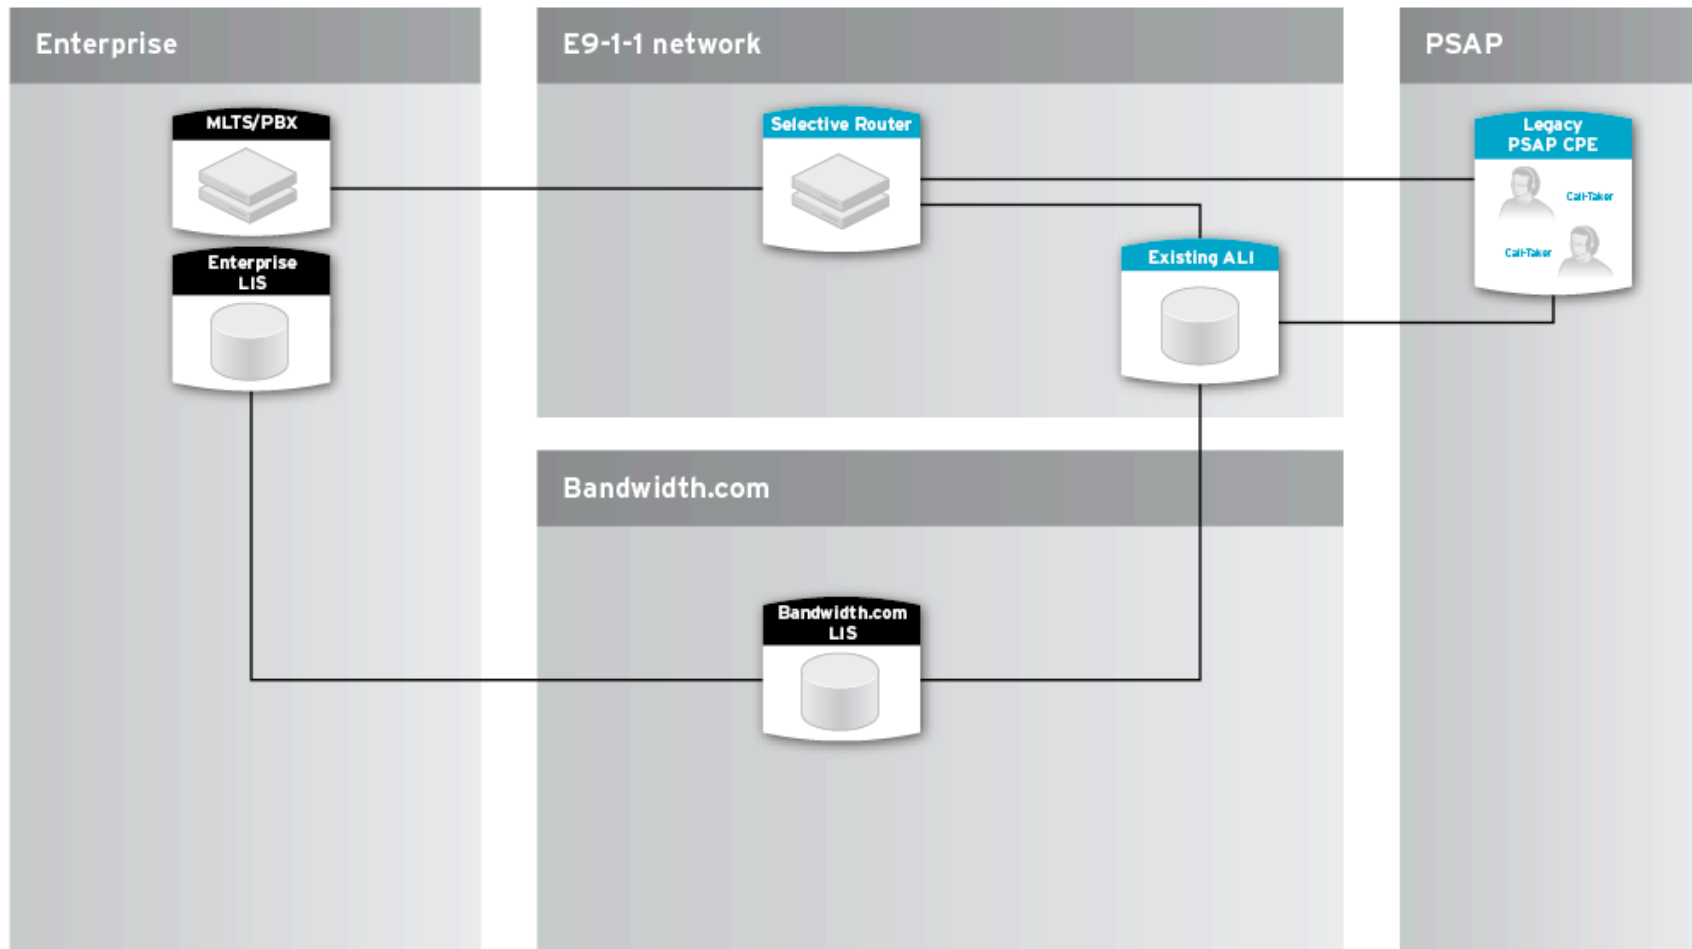 Enterprise
E9-1-1 network
PSAP
MLTS/PBX
Selective Router
Legacy
PSAP CPE
Call-Taker
Call-Taker
Enterprise
LIS
Existing ALI
Bandwidth.com
Bandwidth.com
LIS